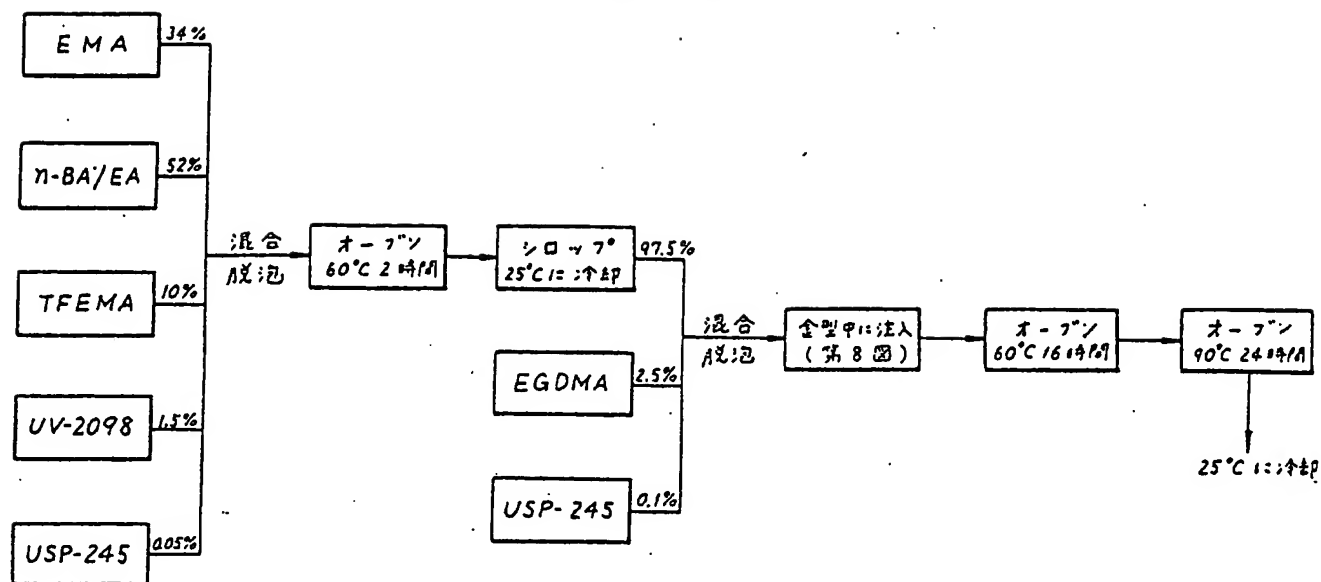 EMA
34%
n-BA/EA
52%
TFEMA
10%
UV-2098
1.5%
USP-245
0.05%
混合
脱泡
オーブン
60°C 2時間
シロップ
25°Cに冷却
97.5%
EGDMA
2.5%
USP-245
0.1%
混合
脱泡
金型中に注入
(第8図)
オーブン
60°C 16時間
オーブン
90°C 24時間
25°Cに冷却